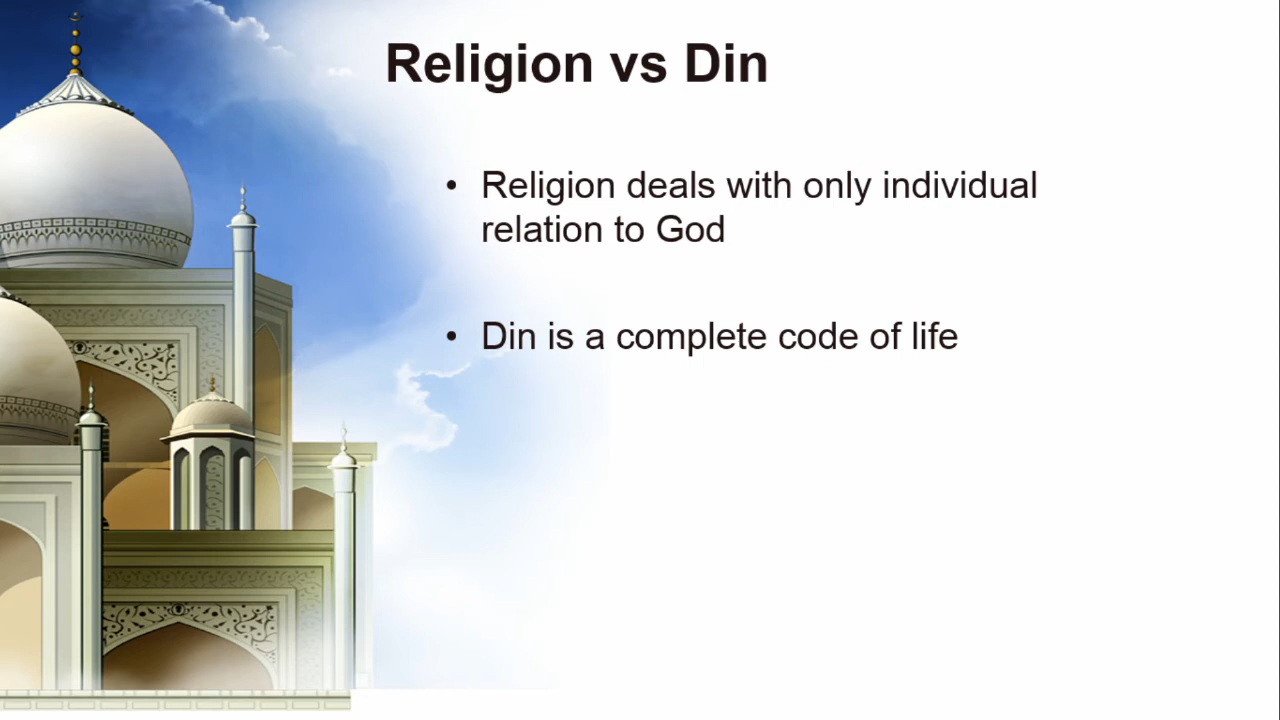 Religion vs Din
• Religion deals with only individual
relation to God
• Din is a complete code of life